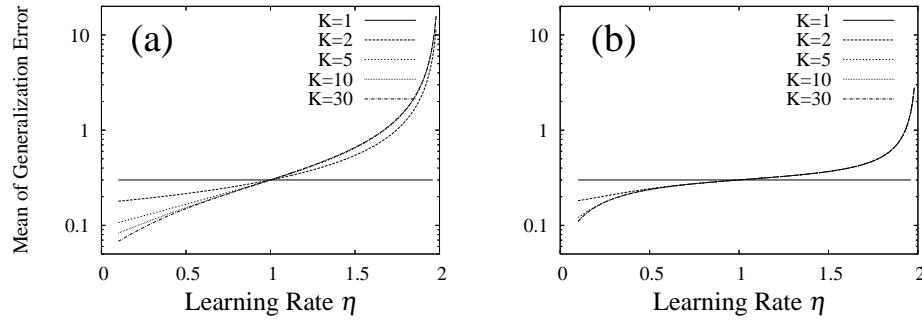 Mean of Generalization Error
10
1
0.1
0
0.5
1
1.5
2
Learning Rate η
(a)
K=1
K=2
K=5
K=10
K=30
10
1
0.1
0
0.5
1
1.5
2
Learning Rate η
(b)
K=1
K=2
K=5
K=10
K=30